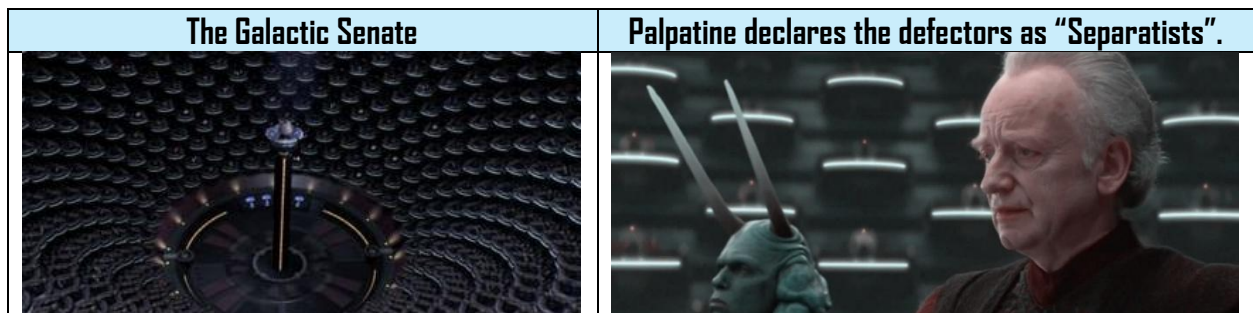 The Galactic Senate
Palpatine declares the defectors as “Separatists”.